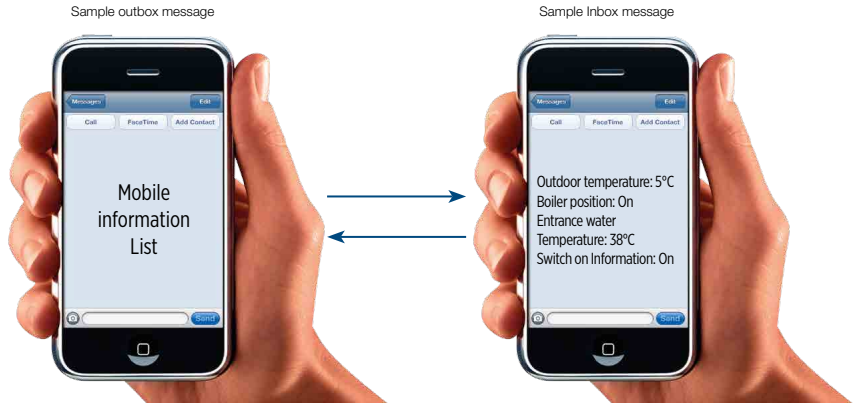 Sample outbox message
Sample Inbox message
Messages
Edit
Call
FaceTime
Add Contact
Mobile
information
List
Send
Messages
Edit
Call
FaceTime
Add Contact
Outdoor temperature: 5°C
Boiler position: On
Entrance water
Temperature: 38°C
Switch on Information: On
Send